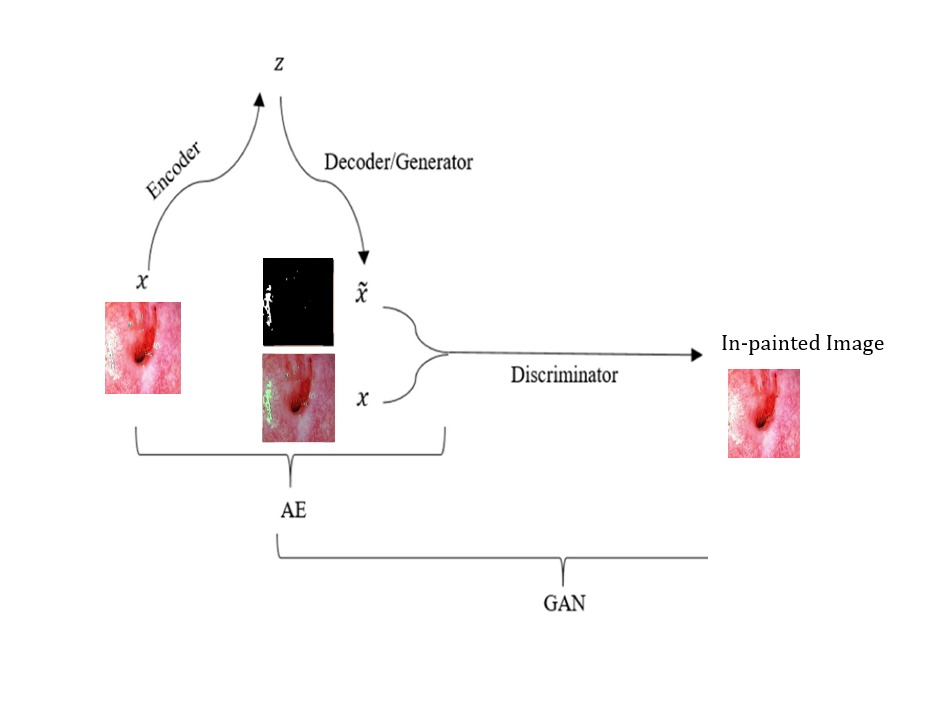 z
Encoder
Decoder/Generator
x
x̃
In-painted Image
Discriminator
x
AE
GAN